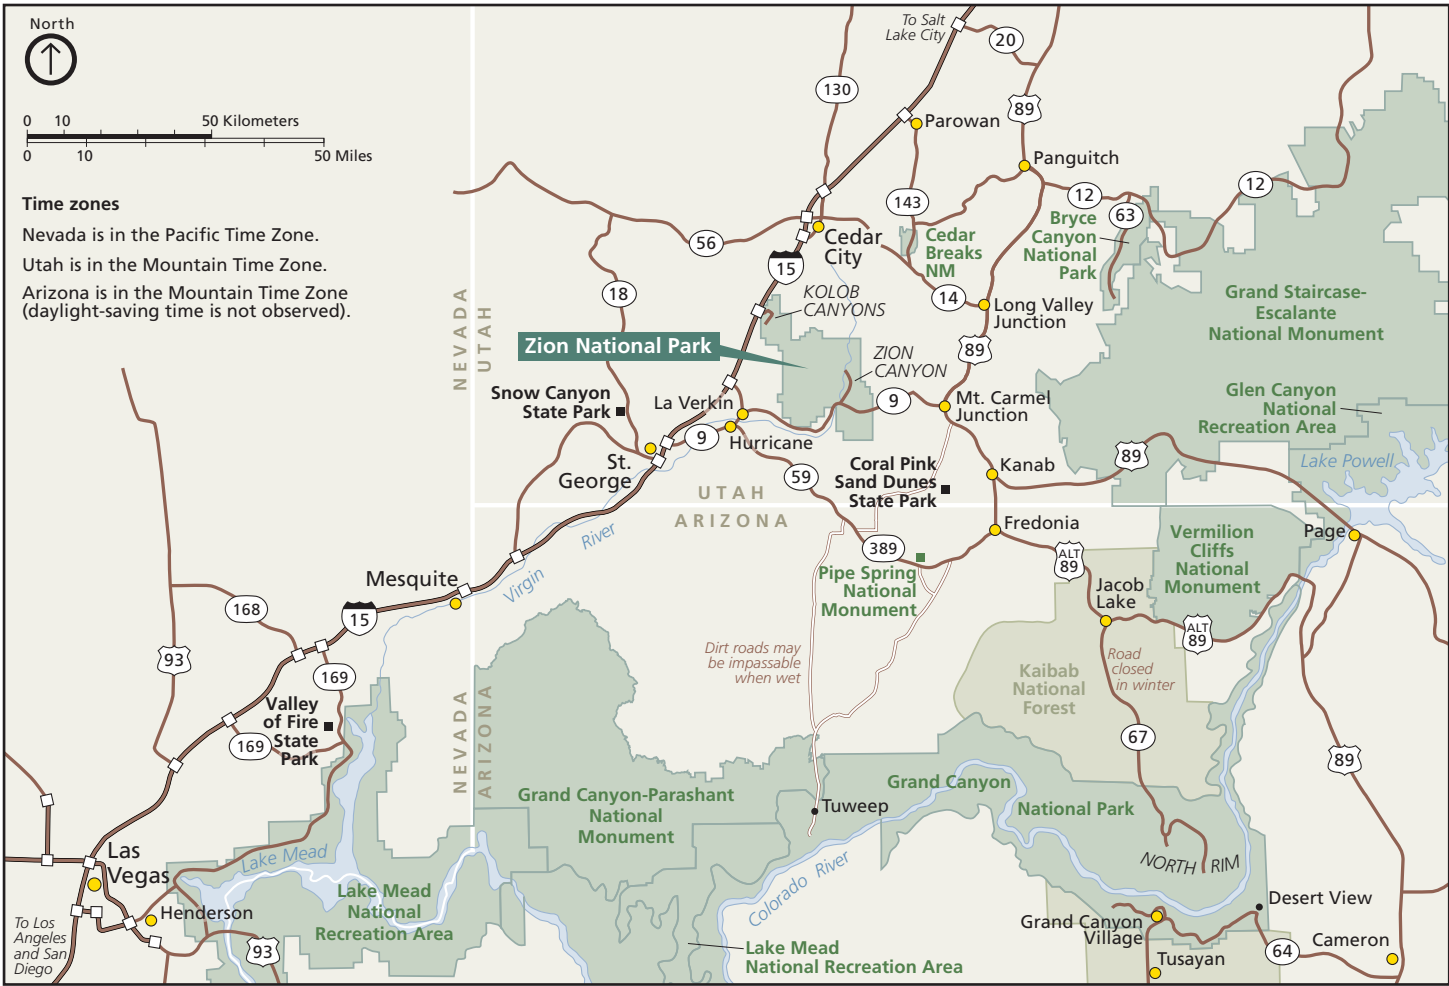 North
0 10 50 Kilometers
0 10 50 Miles
Time zones
Nevada is in the Pacific Time Zone.
Utah is in the Mountain Time Zone.
Arizona is in the Mountain Time Zone
(daylight-saving time is not observed).
To Salt
Lake City
20
130
89
Parowan
Panguitch
12
12
63
143
Bryce
Canyon
National
Park
Cedar
Breaks
NM
56
Cedar
City
15
18
14
KOLOB
CANYONS
Long Valley
Junction
Grand Staircase-
Escalante
National Monument
NEVADA
UTAH
Zion National Park
89
ZION
CANYON
Snow Canyon
State Park
La Verkin
9
Mt. Carmel
Junction
Glen Canyon
National
Recreation Area
9
Hurricane
St.
George
59
Coral Pink
Sand Dunes
State Park
Kanab
89
Lake Powell
UTAH
ARIZONA
River
Virgin
389
Fredonia
Vermilion
Cliffs
National
Monument
Page
Pipe Spring
National
Monument
ALT
89
Jacob
Lake
ALT
89
Mesquite
15
168
93
169
169
Valley
of Fire
State
Park
NEVADA
ARIZONA
Dirt roads may
be impassable
when wet
Kaibab
National
Forest
Road
closed
in winter
67
89
Grand Canyon-Parashant
National
Monument
Tuweep
Grand Canyon
National Park
Colorado River
NORTH RIM
Las
Vegas
Lake Mead
Henderson
Lake Mead
National
Recreation Area
93
To Los
Angeles
and San
Diego
Lake Mead
National Recreation Area
Grand Canyon
Village
Desert View
Tusayan
64
Cameron